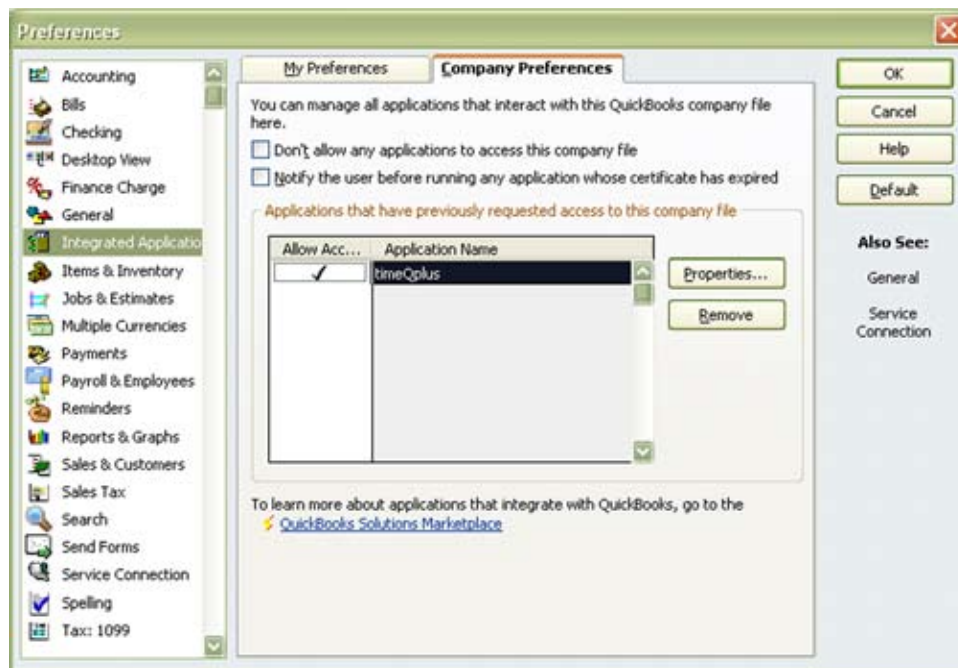 Preferences
Accounting
Bills
Checking
Desktop View
Finance Charge
General
Integrated Applicatio
Items & Inventory
Jobs & Estimates
Multiple Currencies
Payments
Payroll & Employees
Reminders
Reports & Graphs
Sales & Customers
Sales Tax
Search
Send Forms
Service Connection
Spelling
Tax: 1099
My Preferences
Company Preferences
You can manage all applications that interact with this QuickBooks company file
here.
Don't allow any applications to access this company file
Notify the user before running any application whose certificate has expired
Applications that have previously requested access to this company file
Allow Acc... Application Name
timeQplus
Properties...
Remove
To learn more about applications that integrate with QuickBooks, go to the
QuickBooks Solutions Marketplace
OK
Cancel
Help
Default
Also See:
General
Service
Connection